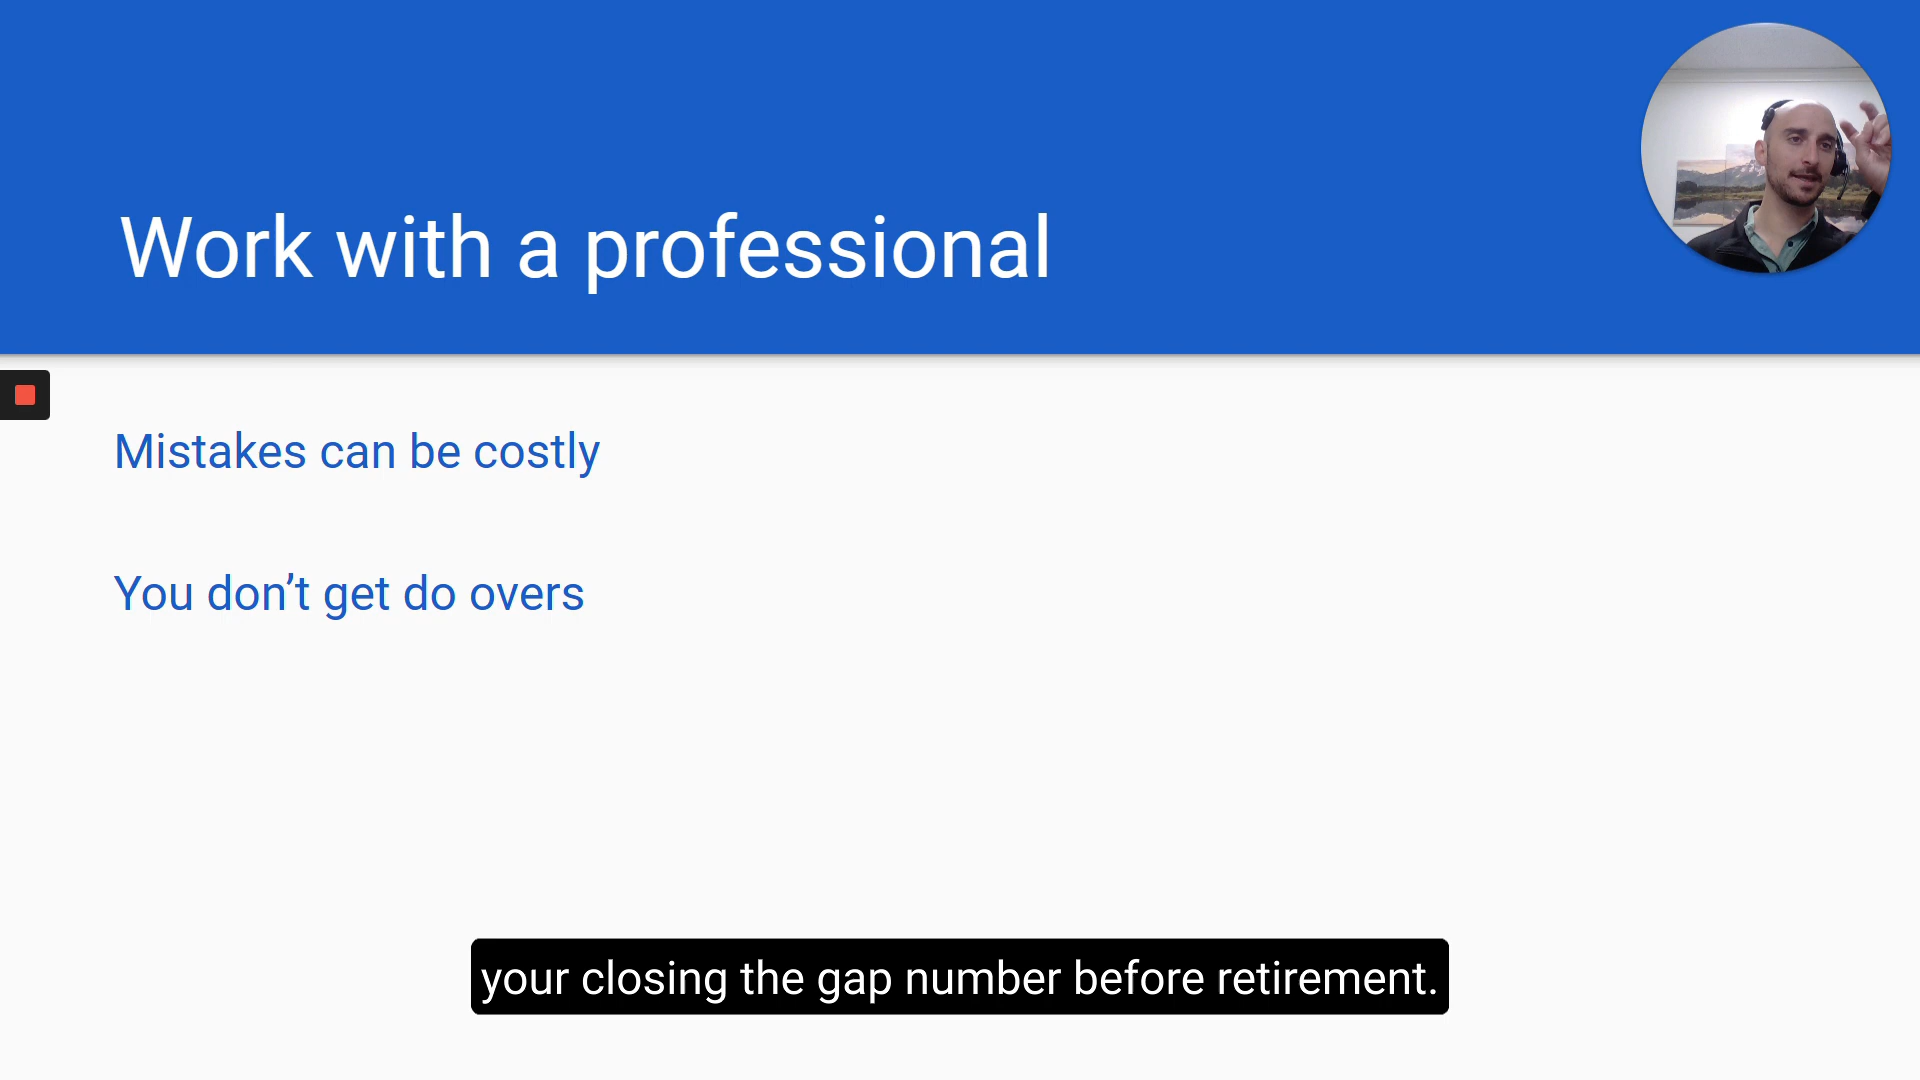 Work with a professional
Mistakes can be costly
You don’t get do overs
your closing the gap number before retirement.